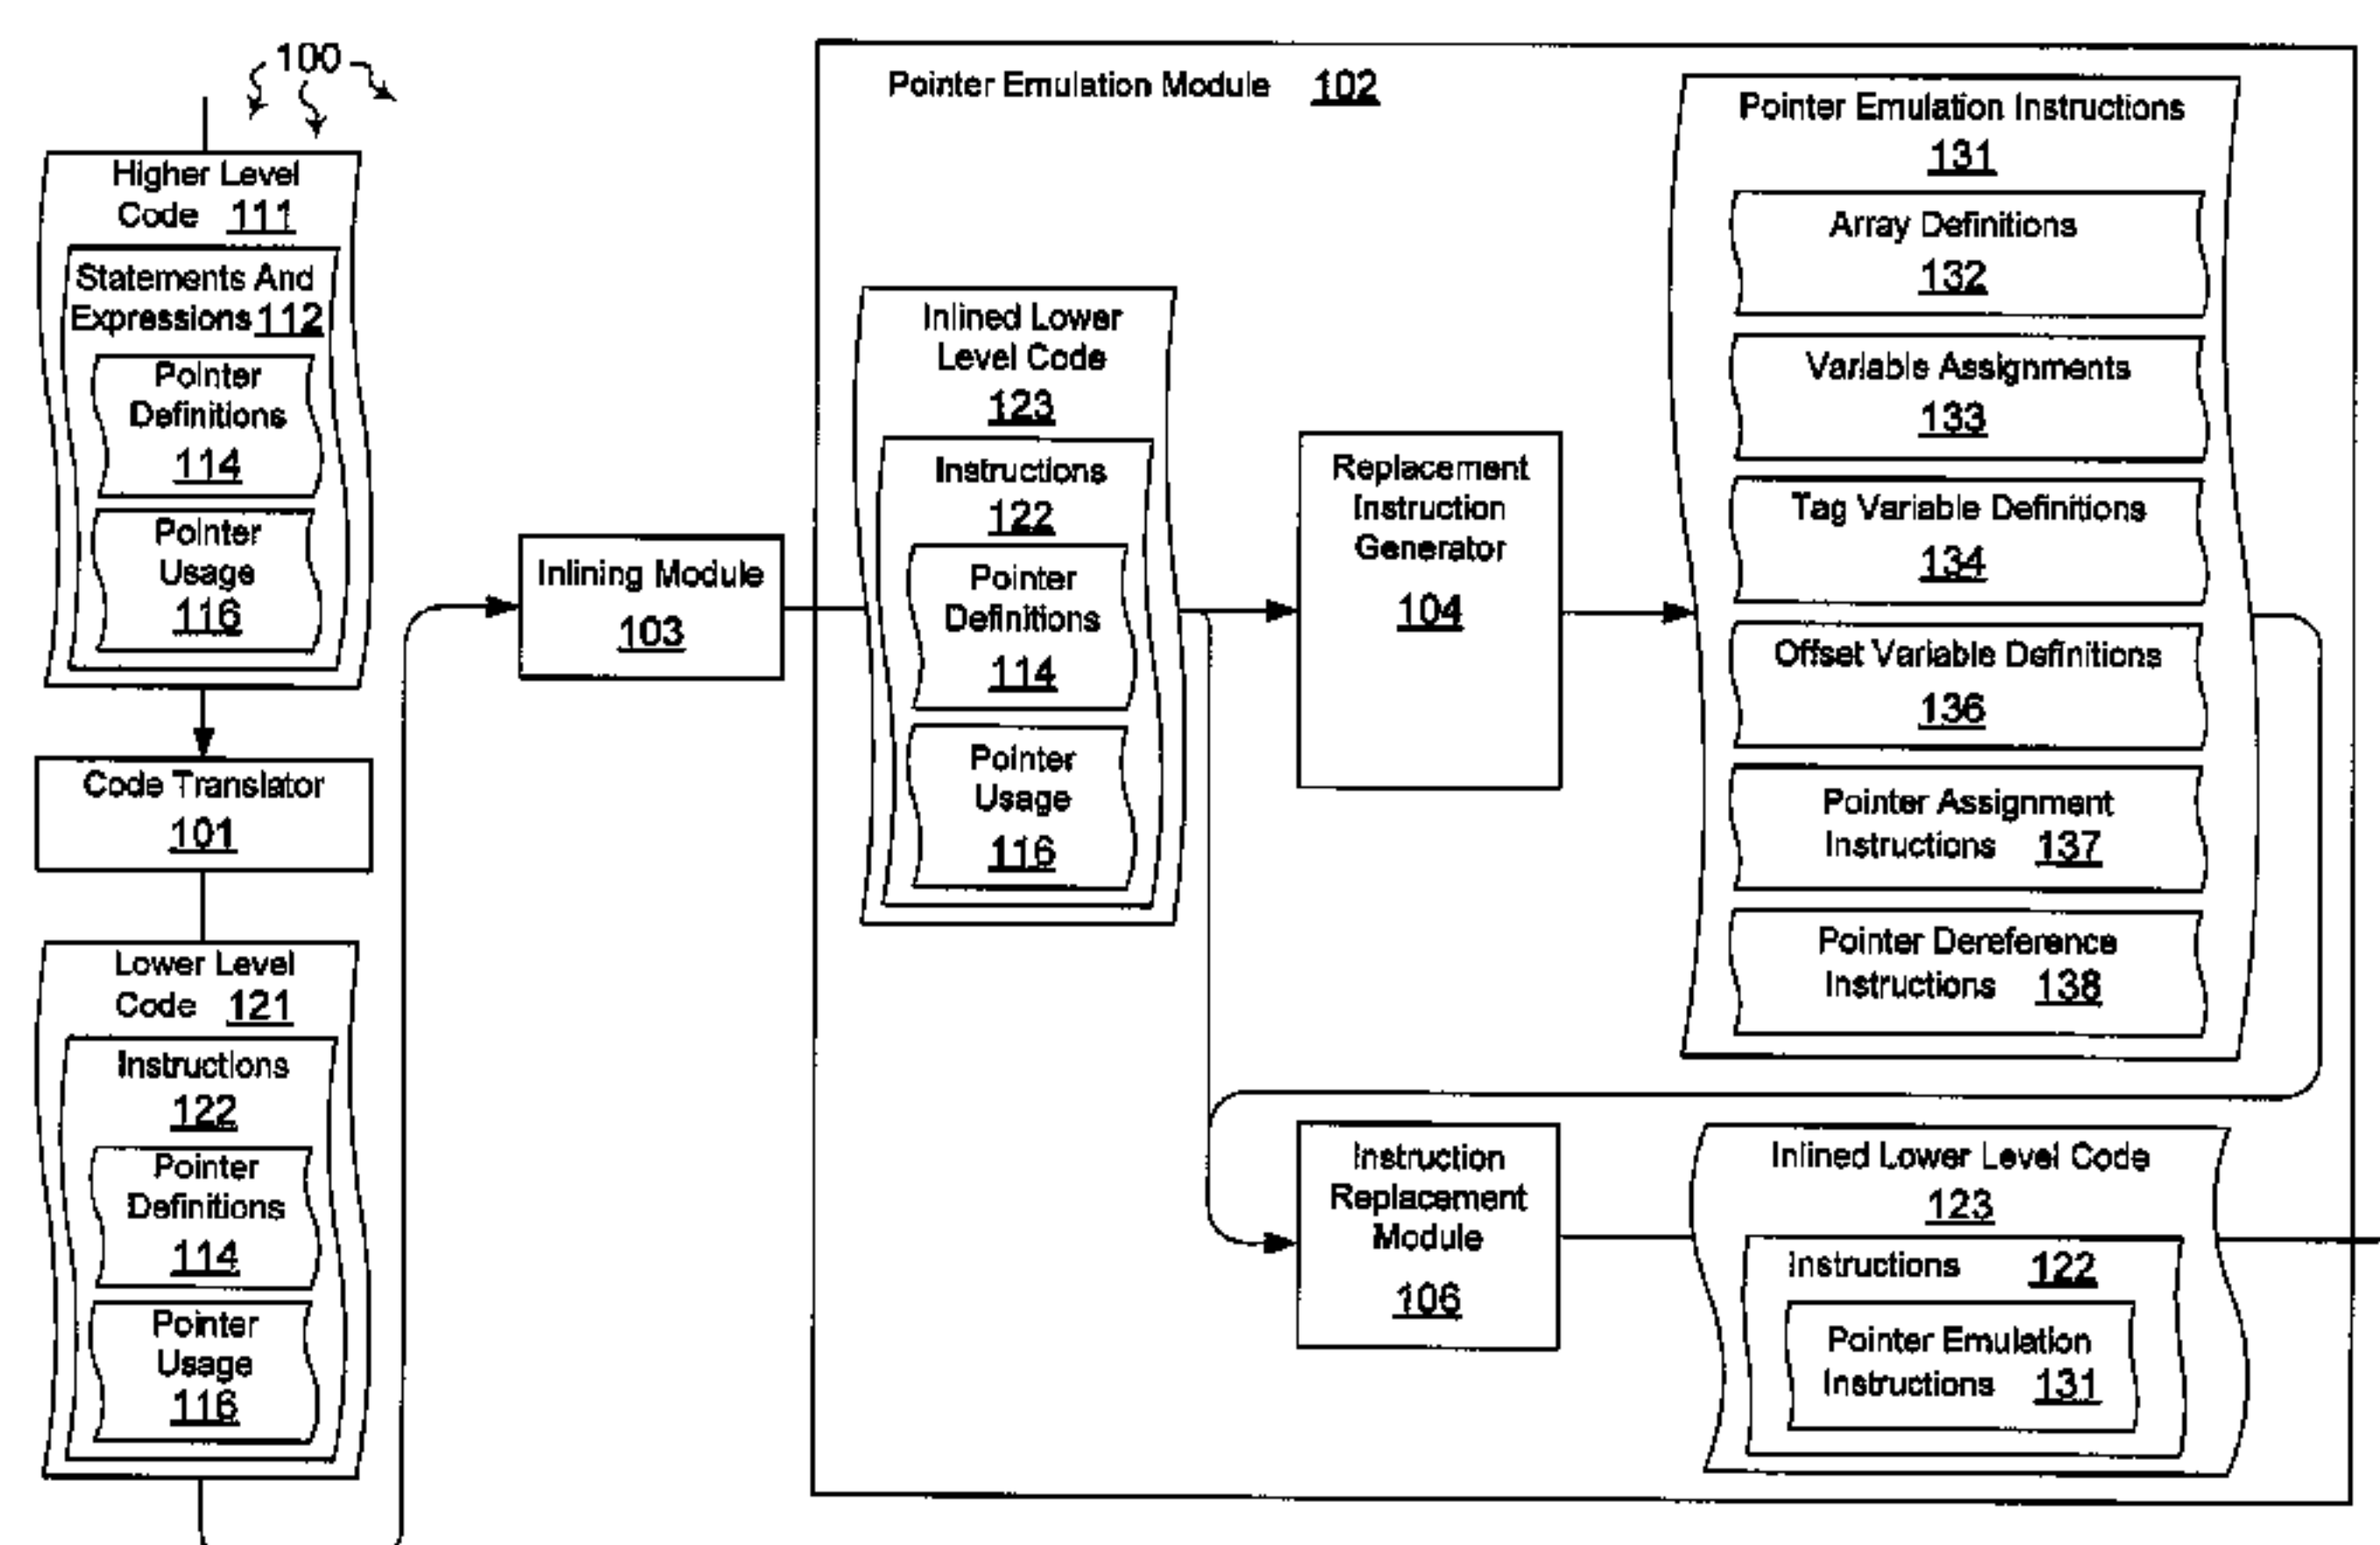 100
Higher Level
Code 111
Statements And
Expressions 112
Pointer
Definitions
114
Pointer
Usage
116
Code Translator
101
Lower Level
Code 121
Instructions
122
Pointer
Definitions
114
Pointer
Usage
116
Inlining Module
103
Pointer Emulation Module 102
Inlined Lower
Level Code
123
Instructions
122
Pointer
Definitions
114
Pointer
Usage
116
Replacement
Instruction
Generator
104
Pointer Emulation Instructions
131
Array Definitions
132
Variable Assignments
133
Tag Variable Definitions
134
Offset Variable Definitions
136
Pointer Assignment
Instructions 137
Pointer Dereference
Instructions 138
Instruction
Replacement
Module
106
Inlined Lower Level Code
123
Instructions 122
Pointer Emulation
Instructions 131